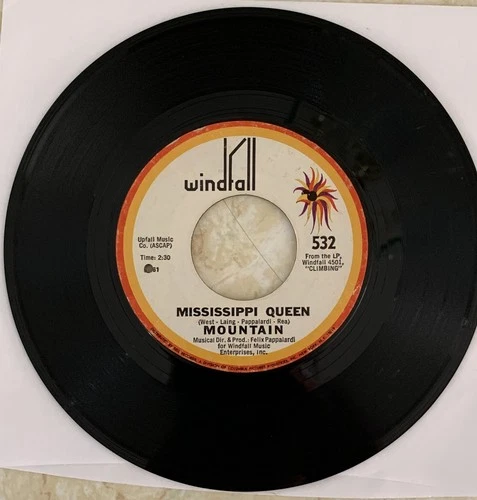 windfall
Upfall Music
Co. (ASCAP)
Time: 2:30
532
From the LP,
Windfall 4501,
"CLIMBING"
MISSISSIPPI QUEEN
(West - Laing - Pappalardi - Rea)
MOUNTAIN
Musical Dir. & Prod.: Felix Pappalardi
for Windfall Music
Enterprises, Inc.